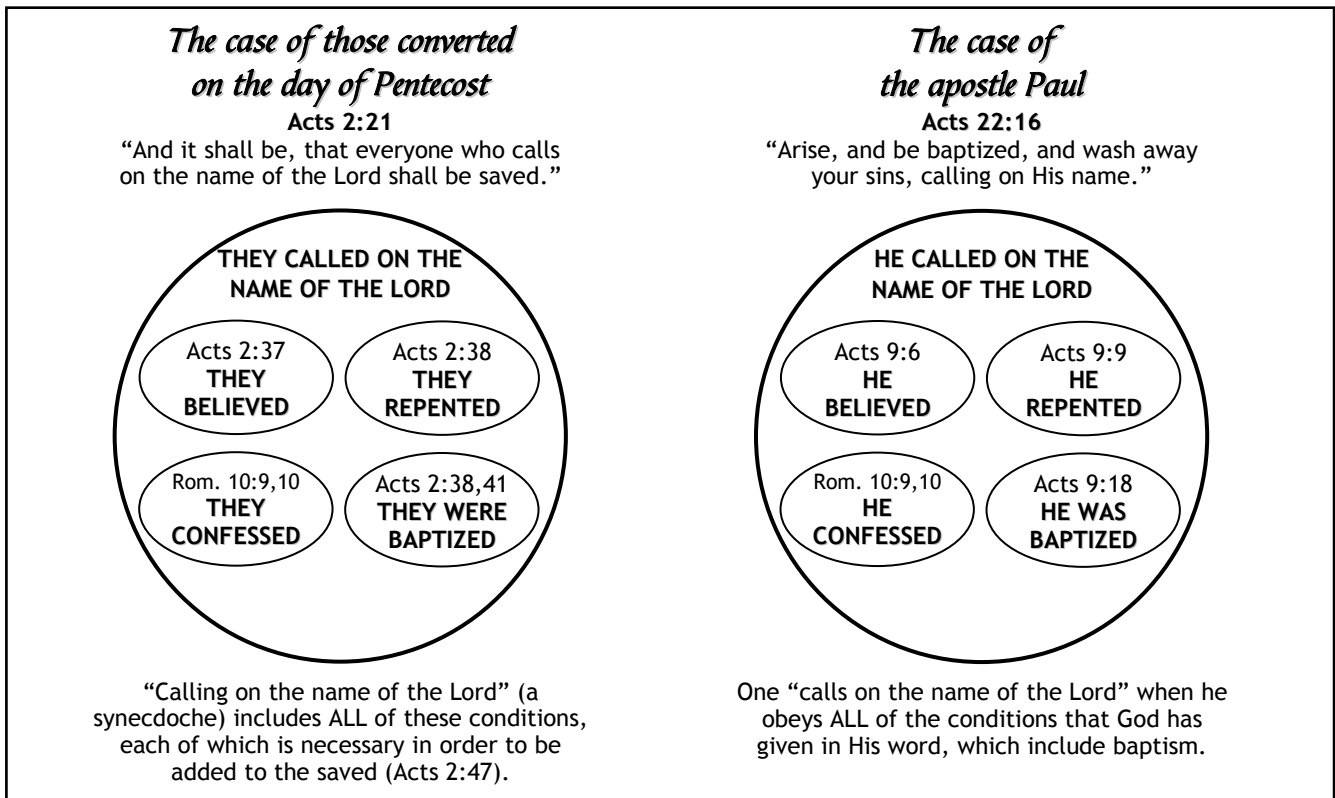 The case of those converted
on the day of Pentecost
Acts 2:21
“And it shall be, that everyone who calls
on the name of the Lord shall be saved.”
THEY CALLED ON THE
NAME OF THE LORD
Acts 2:37
THEY
BELIEVED
Acts 2:38
THEY
REPENTED
Rom. 10:9,10
THEY
CONFESSED
Acts 2:38,41
THEY WERE
BAPTIZED
“Calling on the name of the Lord” (a
synecdoche) includes ALL of these conditions,
each of which is necessary in order to be
added to the saved (Acts 2:47).
The case of
the apostle Paul
Acts 22:16
“Arise, and be baptized, and wash away
your sins, calling on His name.”
HE CALLED ON THE
NAME OF THE LORD
Acts 9:6
HE
BELIEVED
Acts 9:9
HE
REPENTED
Rom. 10:9,10
HE
CONFESSED
Acts 9:18
HE WAS
BAPTIZED
One “calls on the name of the Lord” when he
obeys ALL of the conditions that God has
given in His word, which include baptism.